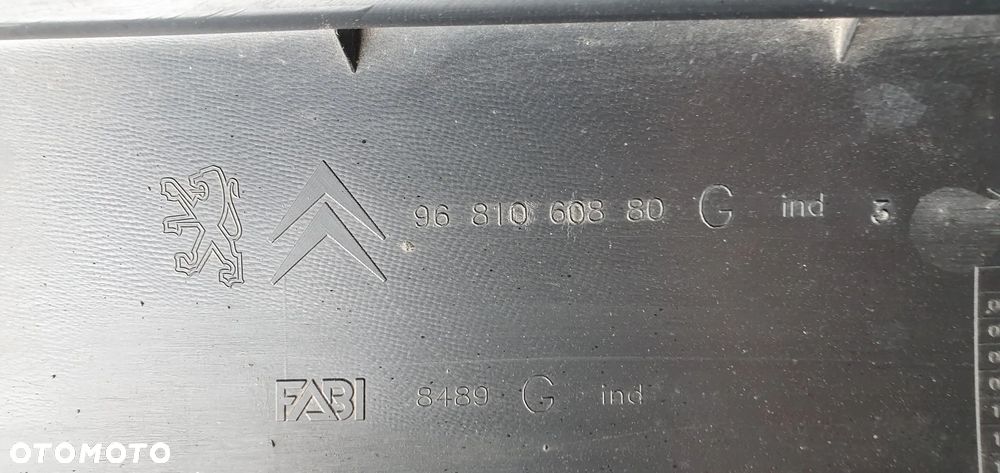 96 810 608 80 G ind 3
FABI 8489 G ind
OTOMOTO